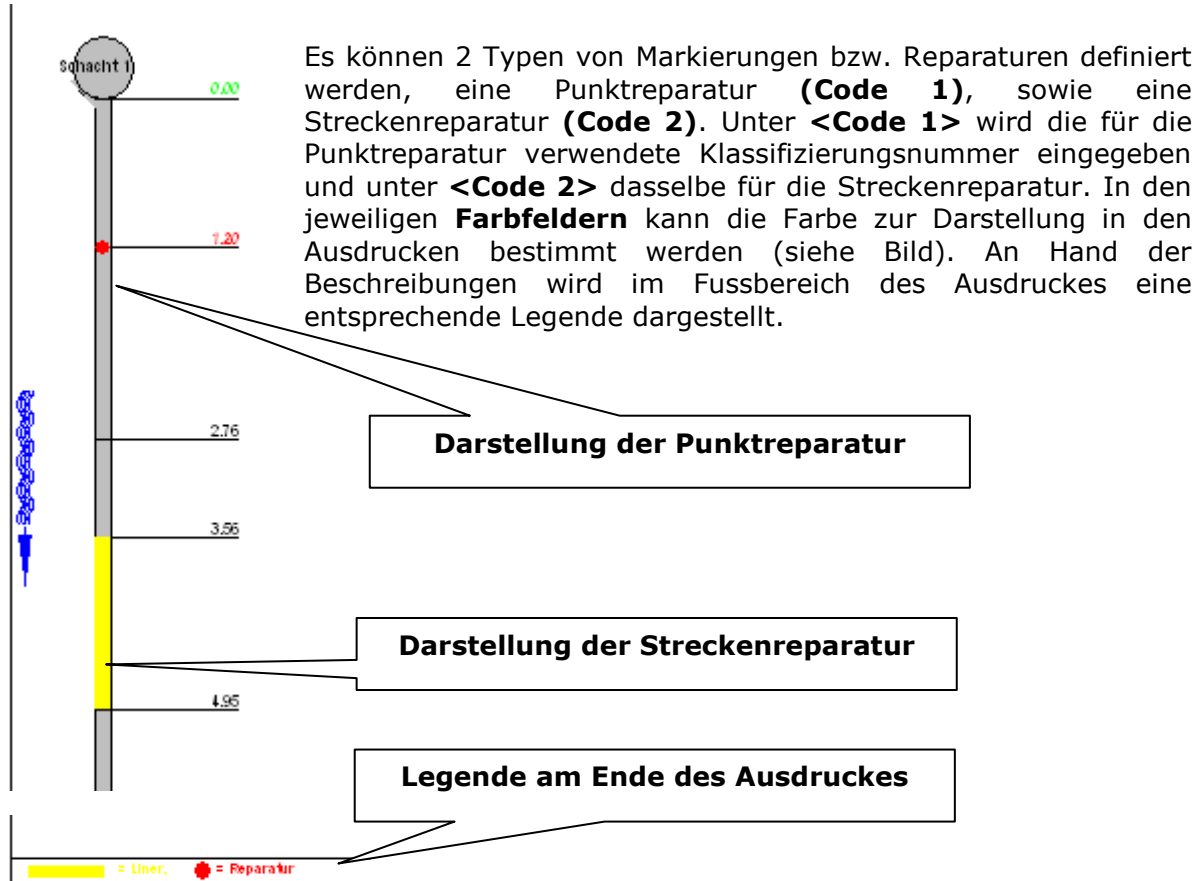 Schacht 1
Es können 2 Typen von Markierungen bzw. Reparaturen definiert
werden, eine Punktreparatur (Code 1), sowie eine
Streckenreparatur (Code 2). Unter <Code 1> wird die für die
Punktreparatur verwendete Klassifizierungsnummer eingegeben
und unter <Code 2> dasselbe für die Streckenreparatur. In den
jeweiligen Farbfeldern kann die Farbe zur Darstellung in den
Ausdrucken bestimmt werden (siehe Bild). An Hand der
Beschreibungen wird im Fussbereich des Ausdruckes eine
entsprechende Legende dargestellt.
0.00
1.20
2.76
3.56
4.95
Darstellung der Punktreparatur
Darstellung der Streckenreparatur
Legende am Ende des Ausdruckes
= Liner, = Reparatur